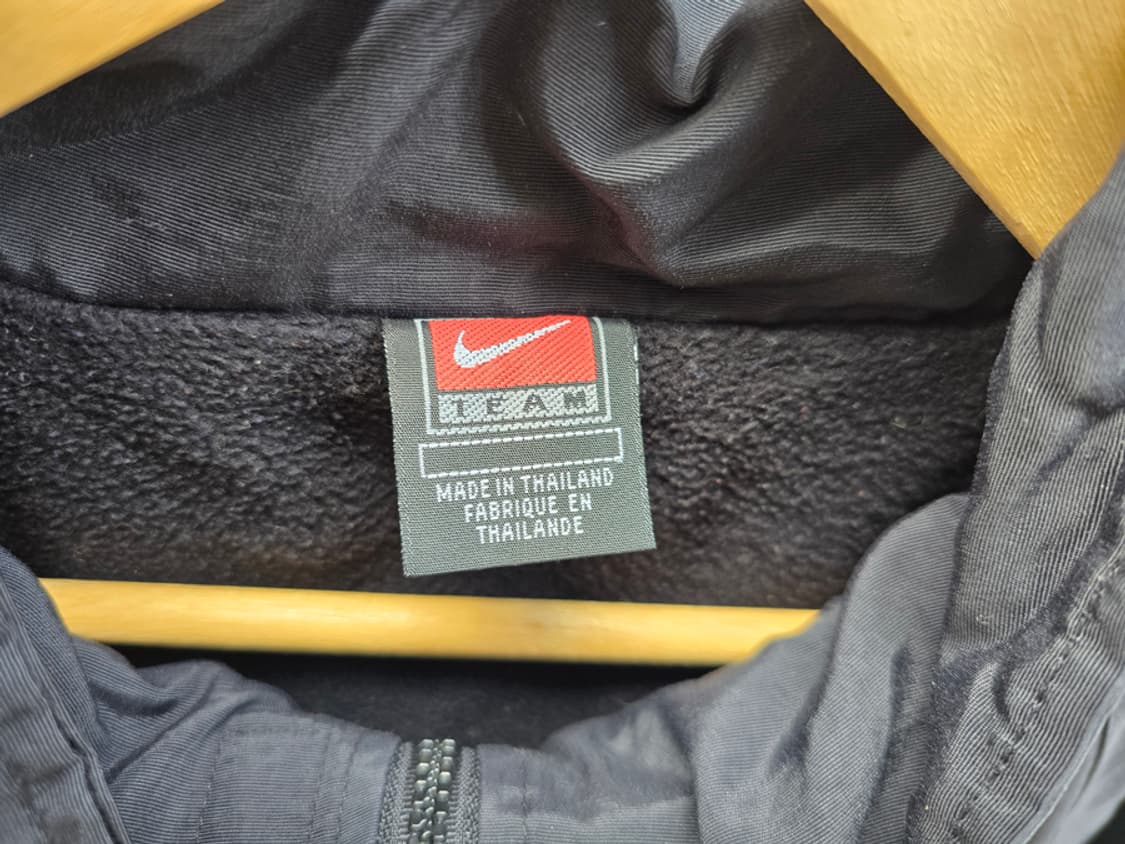 TEAM
MADE IN THAILAND
FABRIQUE EN
THAILANDE